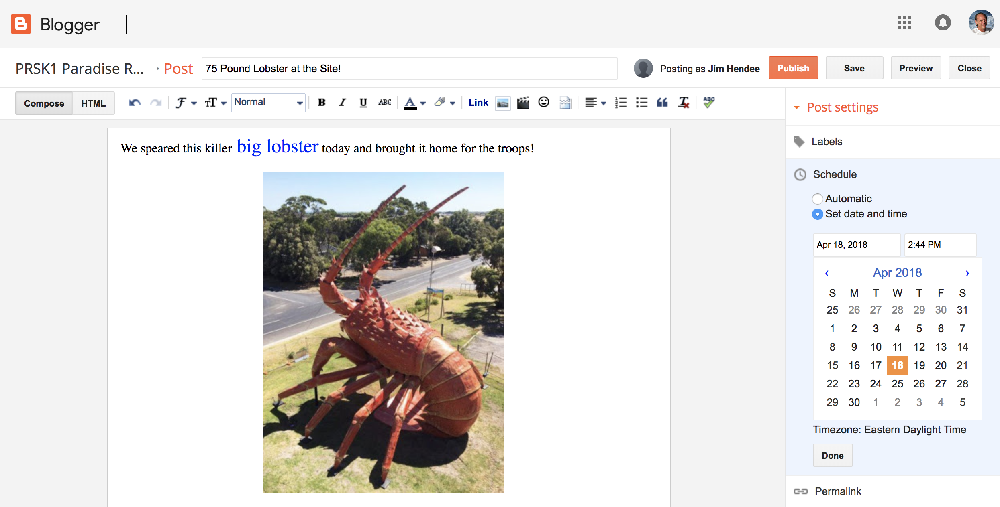 Blogger
PRSK1 Paradise R... · Post
75 Pound Lobster at the Site!
Posting as Jim Hendee
Publish
Save
Preview
Close
Compose
HTML
Normal
B I U ABC
A
Link
ABC
We speared this killer big lobster today and brought it home for the troops!
Post settings
Labels
Schedule
Automatic
Set date and time
Apr 18, 2018
2:44 PM
‹ Apr 2018 ›
S M T W T F S
25 26 27 28 29 30 31
1 2 3 4 5 6 7
8 9 10 11 12 13 14
15 16 17 18 19 20 21
22 23 24 25 26 27 28
29 30 1 2 3 4 5
Timezone: Eastern Daylight Time
Done
Permalink